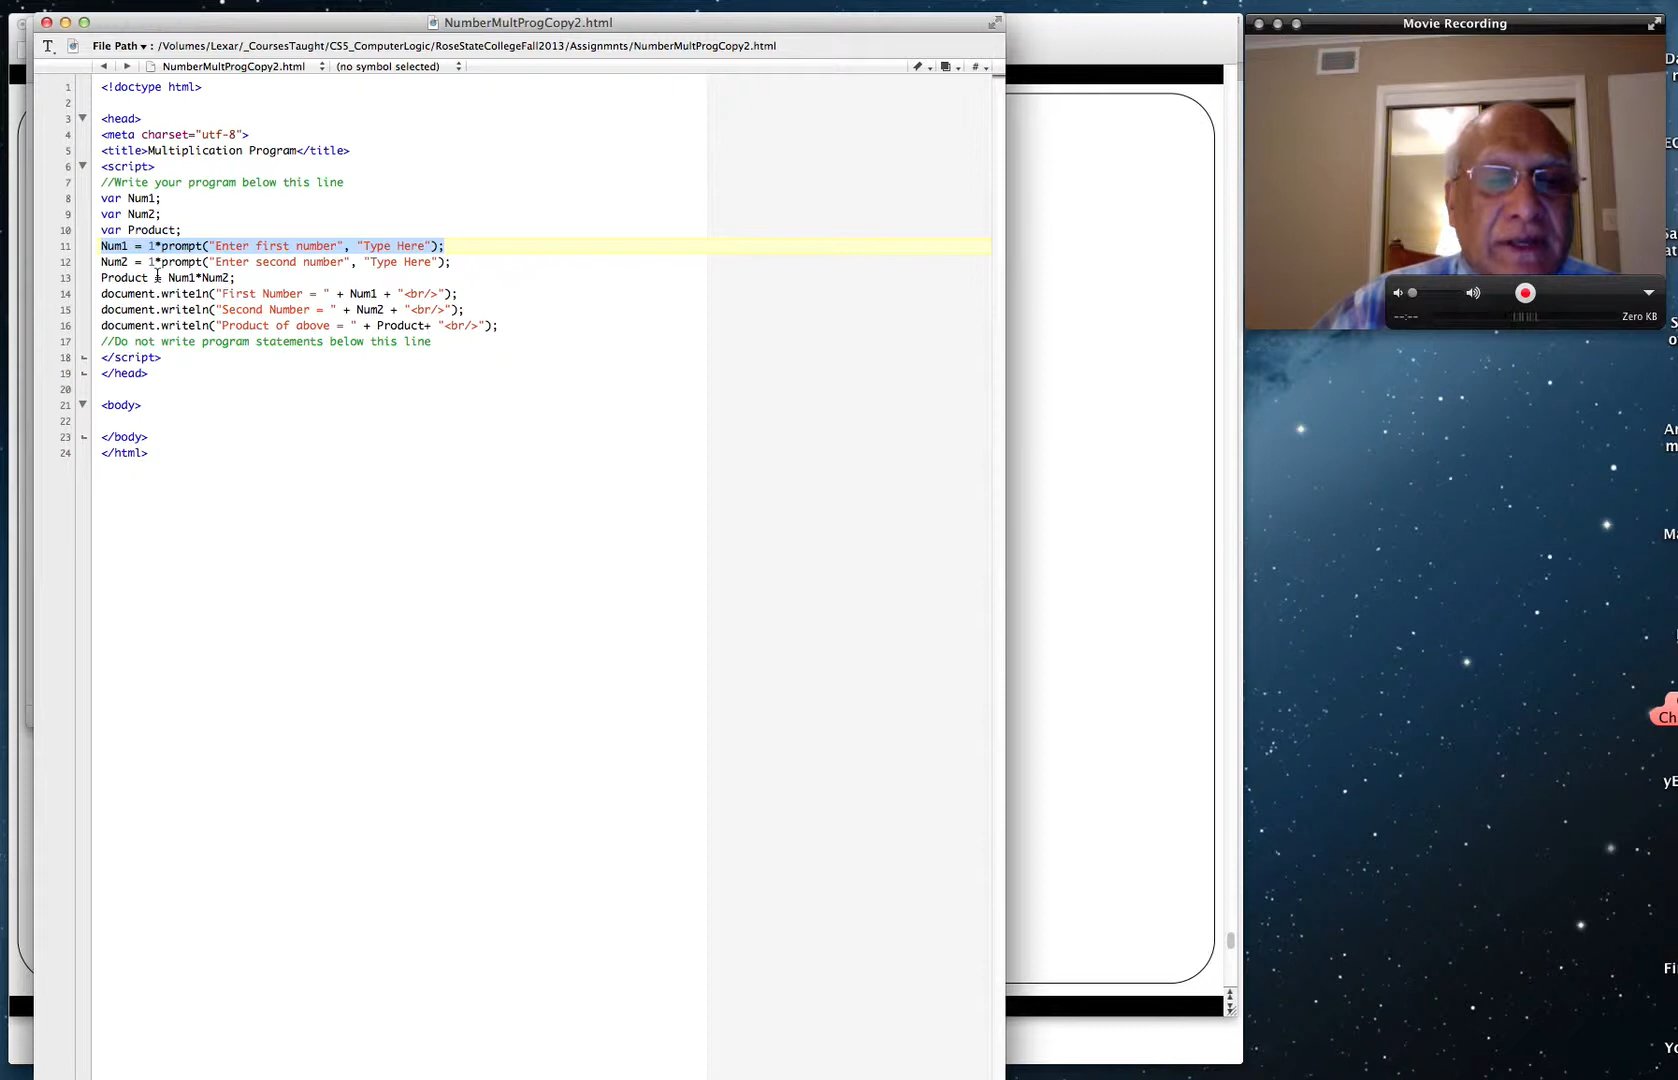 NumberMultProgCopy2.html
File Path ▾ : /Volumes/Lexar/_CoursesTaught/CS5_ComputerLogic/RoseStateCollegeFall2013/Assignmnts/NumberMultProgCopy2.html
NumberMultProgCopy2.html (no symbol selected)
1 <!doctype html>
2
3 <head>
4 <meta charset="utf-8">
5 <title>Multiplication Program</title>
6 <script>
7 //Write your program below this line
8 var Num1;
9 var Num2;
10 var Product;
11 Num1 = 1*prompt("Enter first number", "Type Here");
12 Num2 = 1*prompt("Enter second number", "Type Here");
13 Product = Num1*Num2;
14 document.write1n("First Number = " + Num1 + "<br/>");
15 document.writeln("Second Number = " + Num2 + "<br/>");
16 document.writeln("Product of above = " + Product+ "<br/>");
17 //Do not write program statements below this line
18 </script>
19 </head>
20
21 <body>
22
23 </body>
24 </html>
Movie Recording
--:--
Zero KB